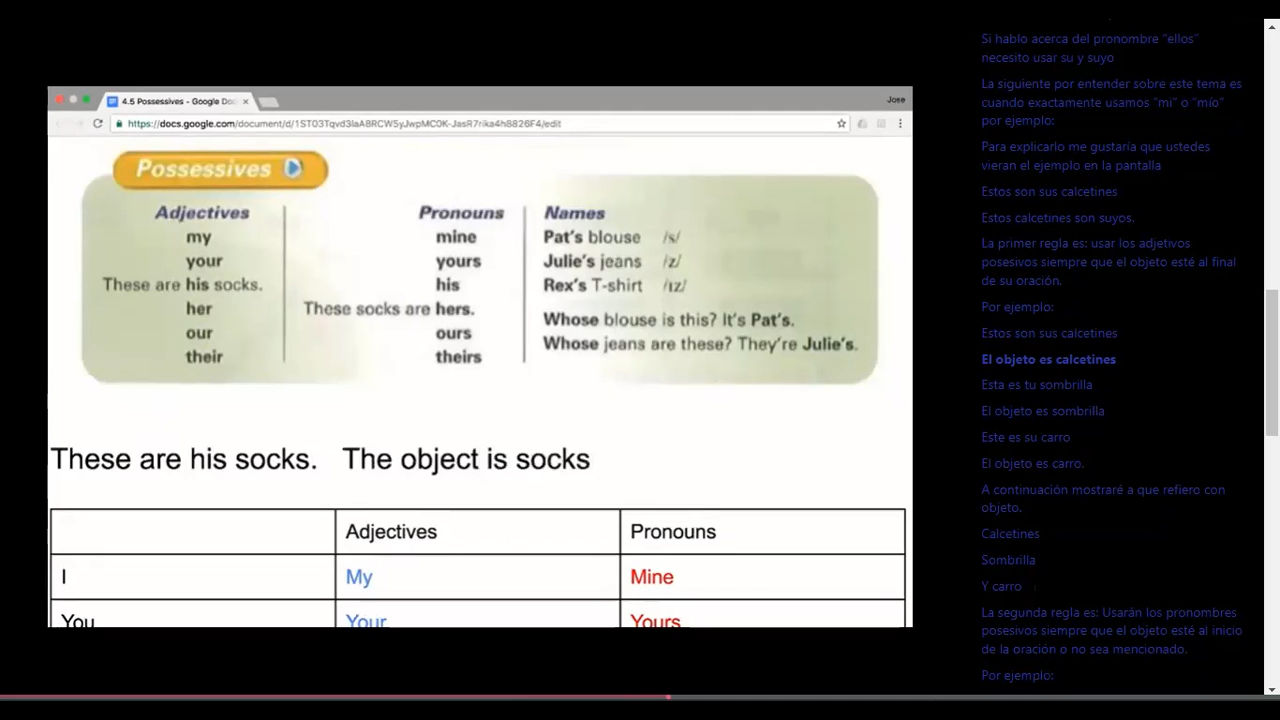 4.5 Possessives - Google Doc
Jose
https://docs.google.com/document/d/1ST03Tqvd3laA8RCW5yJwpMC0K-JasR7rika4h8826F4/edit
Possessives
Adjectives
my
your
These are his socks.
her
our
their
Pronouns
mine
yours
his
These socks are hers.
ours
theirs
Names
Pat's blouse /s/
Julie's jeans /z/
Rex's T-shirt /ɪz/
Whose blouse is this? It's Pat's.
Whose jeans are these? They're Julie's.
These are his socks. The object is socks
Adjectives Pronouns
I My Mine
You Your Yours
Si hablo acerca del pronombre "ellos"
necesito usar su y suyo
La siguiente por entender sobre este tema es
cuando exactamente usamos "mi" o "mío"
por ejemplo:
Para explicarlo me gustaría que ustedes
vieran el ejemplo en la pantalla
Estos son sus calcetines
Estos calcetines son suyos.
La primer regla es: usar los adjetivos
posesivos siempre que el objeto esté al final
de su oración.
Por ejemplo:
Estos son sus calcetines
El objeto es calcetines
Esta es tu sombrilla
El objeto es sombrilla
Este es su carro
El objeto es carro.
A continuación mostraré a que refiero con
objeto.
Calcetines
Sombrilla
Y carro
La segunda regla es: Usarán los pronombres
posesivos siempre que el objeto esté al inicio
de la oración o no sea mencionado.
Por ejemplo: